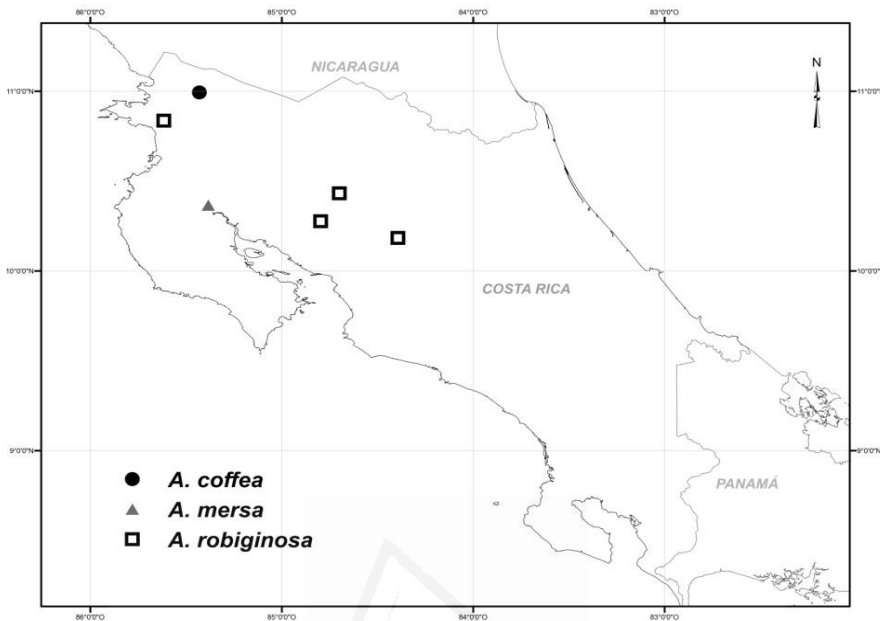 86°0'0"O 85°0'0"O 84°0'0"O 83°0'0"O
NICARAGUA
N
11°0'0"N 11°0'0"N
10°0'0"N 10°0'0"N
COSTA RICA
9°0'0"N 9°0'0"N
A. coffea
A. mersa
PANAMÁ
A. robiginosa
86°0'0"O 85°0'0"O 84°0'0"O 83°0'0"O